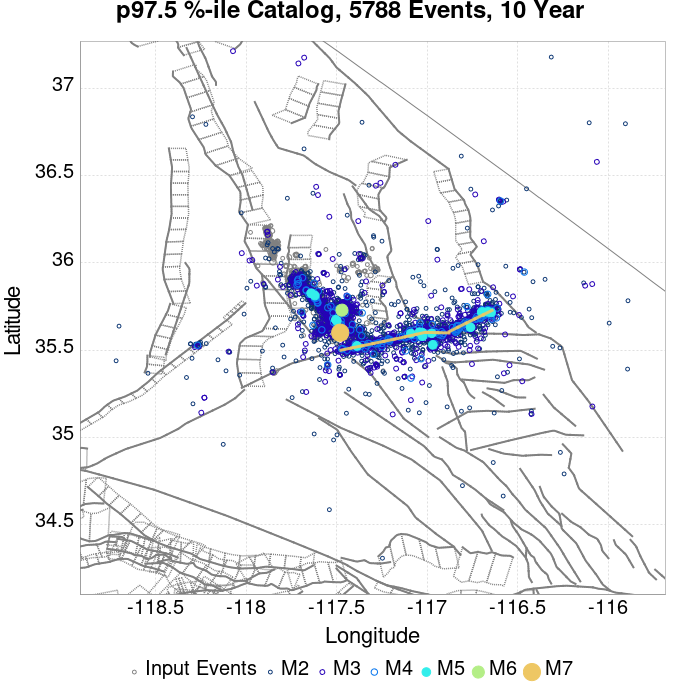 p97.5 %-ile Catalog, 5788 Events, 10 Year
37
36.5
36
35.5
35
34.5
Latitude
-118.5 -118 -117.5 -117 -116.5 -116
Longitude
Input Events M2 M3 M4 M5 M6 M7